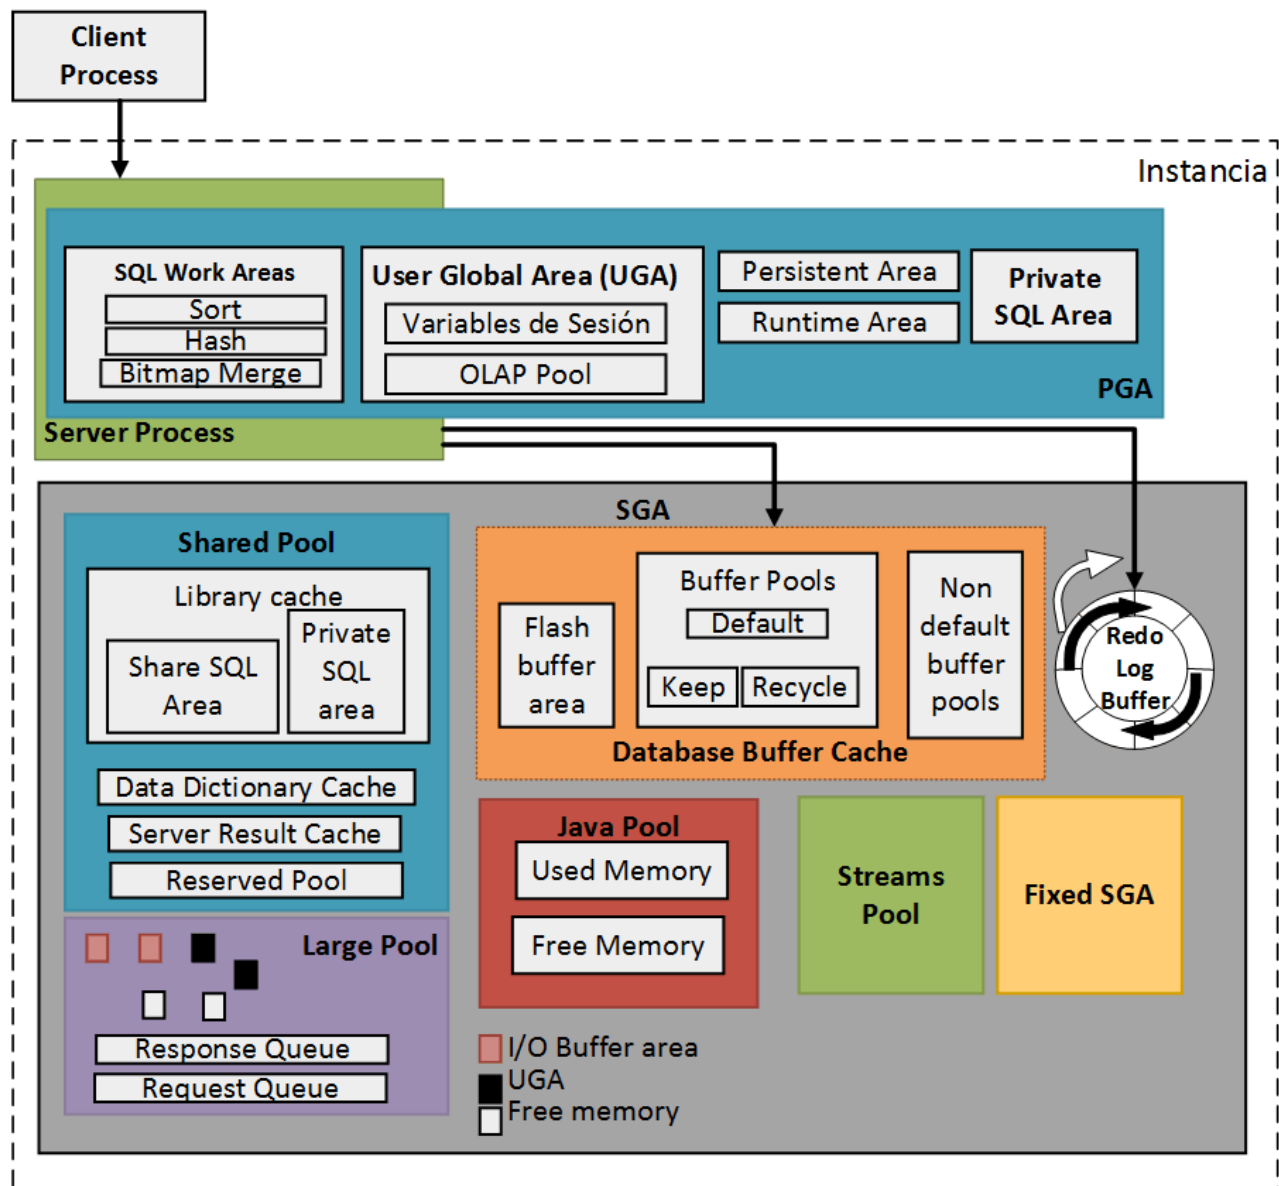 Client
Process
Instancia
SQL Work Areas
Sort
Hash
Bitmap Merge
User Global Area (UGA)
Variables de Sesión
OLAP Pool
Persistent Area
Runtime Area
Private
SQL Area
PGA
Server Process
SGA
Shared Pool
Library cache
Share SQL
Area
Private
SQL
area
Data Dictionary Cache
Server Result Cache
Reserved Pool
Flash
buffer
area
Buffer Pools
Default
Keep
Recycle
Non
default
buffer
pools
Database Buffer Cache
Redo
Log
Buffer
Large Pool
Response Queue
Request Queue
Java Pool
Used Memory
Free Memory
Streams
Pool
Fixed SGA
I/O Buffer area
UGA
Free memory